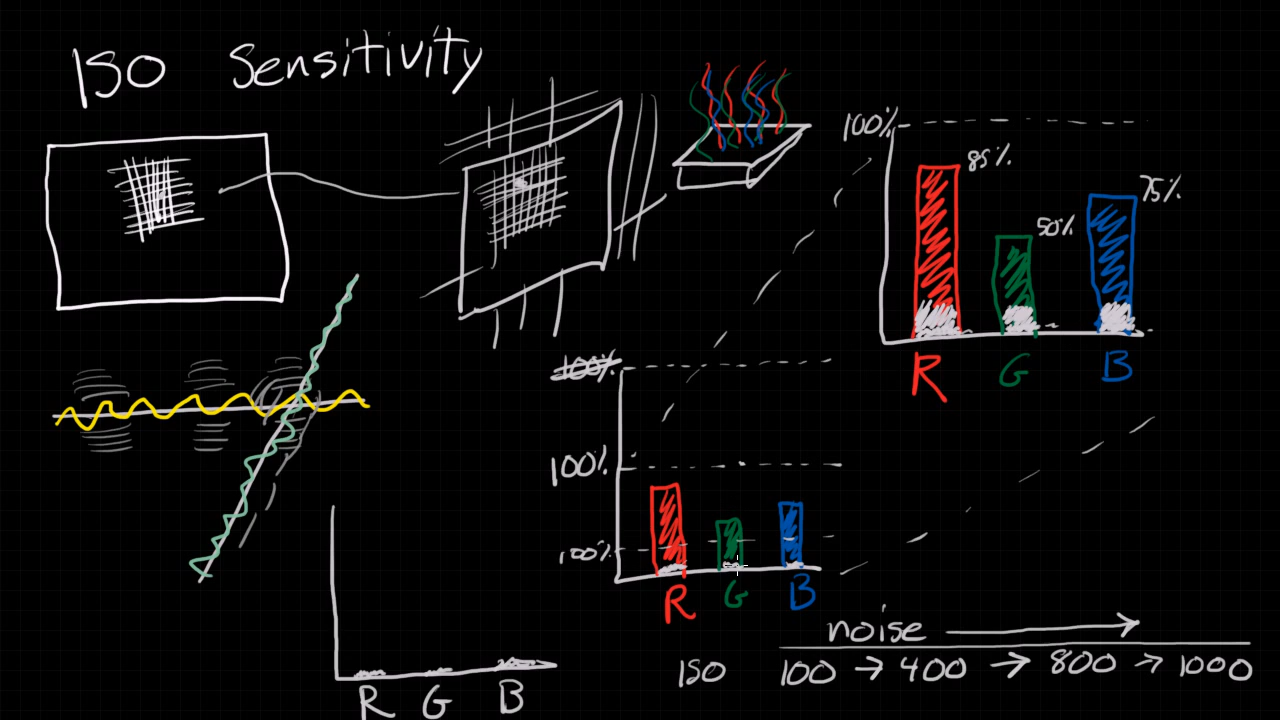 ISO Sensitivity
100%
85%
50%
75%
R G B
100%
100%
100%
R G B
R G B
noise →
ISO 100 → 400 → 800 → 1000